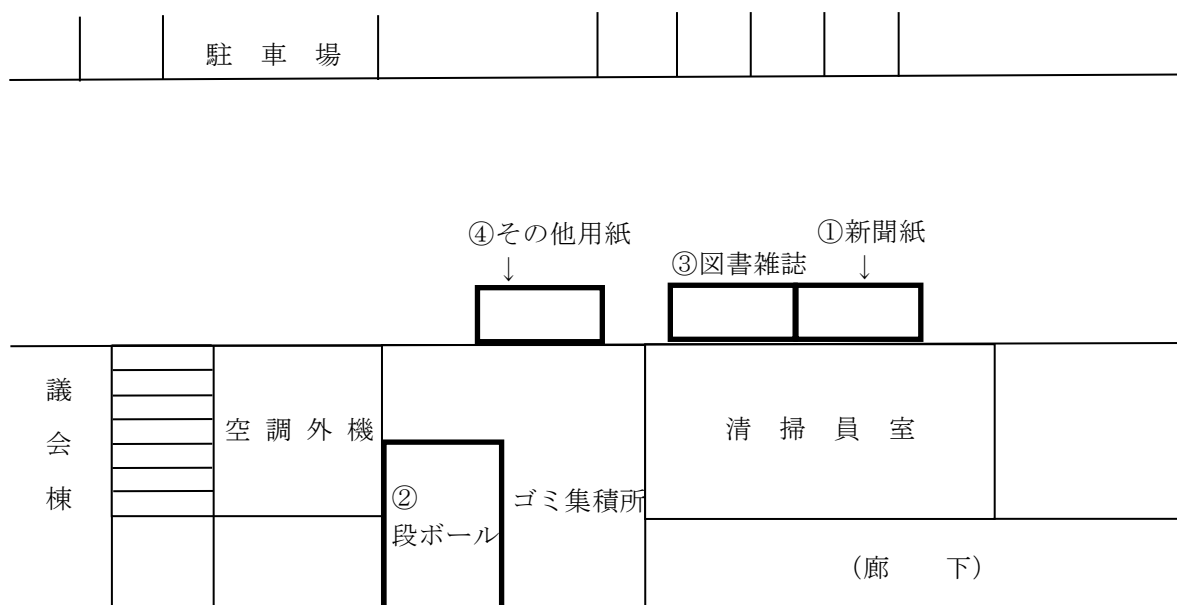 駐 車 場
④その他用紙
↓
①新聞紙
↓
③図書雑誌
議会棟
空 調 外 機
清 掃 員 室
②
段ボール
ゴミ集積所
(廊 下)